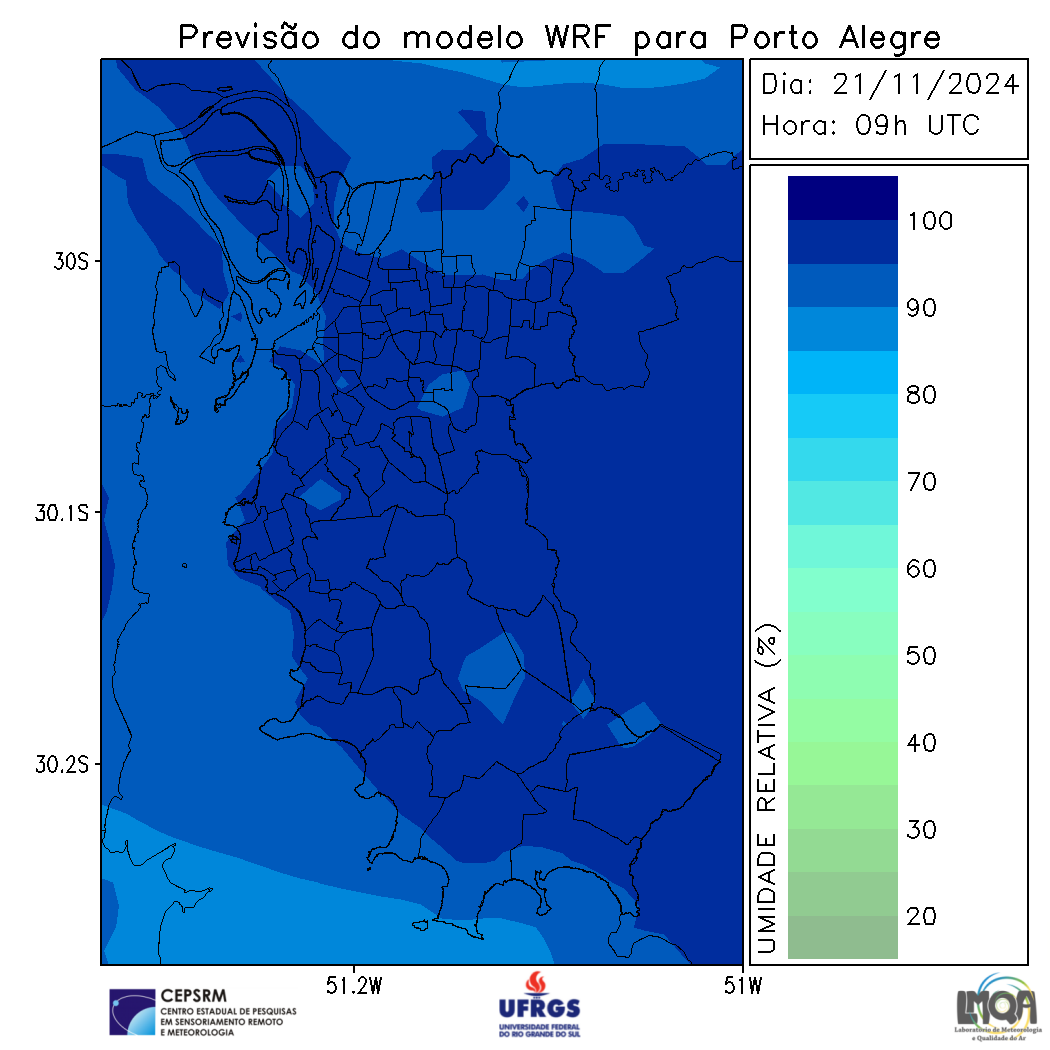 Previsão do modelo WRF para Porto Alegre
Dia: 21/11/2024
Hora: 09h UTC
100
90
80
70
60
50
40
30
20
UMIDADE RELATIVA (%)
30S
30.1S
30.2S
51.2W
51W
CEPSRM
CENTRO ESTADUAL DE PESQUISAS
EM SENSORIAMENTO REMOTO
E METEOROLOGIA
UFRGS
UNIVERSIDADE FEDERAL
DO RIO GRANDE DO SUL
LMQA
Laboratório de Meteorologia
e Qualidade do Ar